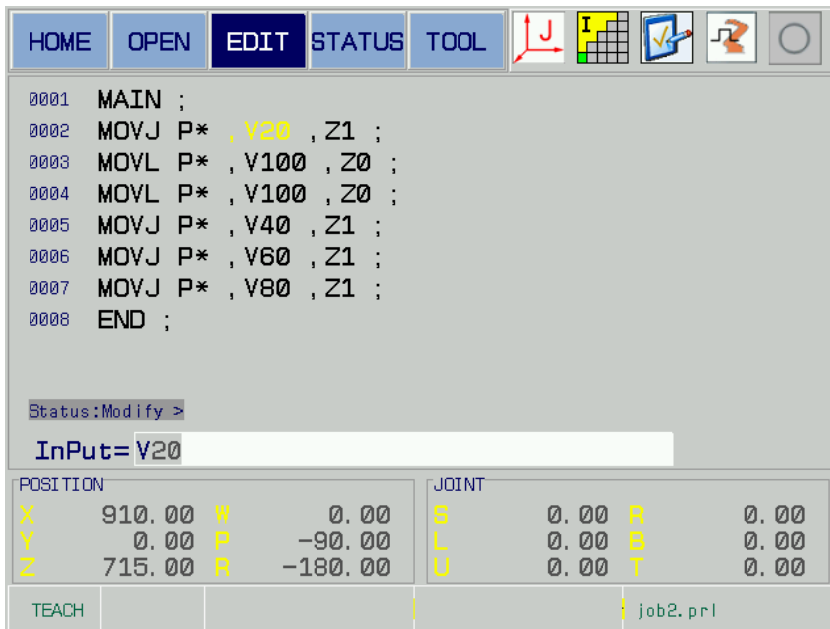 HOME OPEN EDIT STATUS TOOL J I
0001 MAIN ;
0002 MOVJ P* ,V20 ,Z1 ;
0003 MOVL P* ,V100 ,Z0 ;
0004 MOVL P* ,V100 ,Z0 ;
0005 MOVJ P* ,V40 ,Z1 ;
0006 MOVJ P* ,V60 ,Z1 ;
0007 MOVJ P* ,V80 ,Z1 ;
0008 END ;
Status:Modify >
InPut= V20
POSITION JOINT
X 910.00 W 0.00 S 0.00 R 0.00
Y 0.00 P -90.00 L 0.00 B 0.00
Z 715.00 R -180.00 U 0.00 T 0.00
TEACH job2.prl